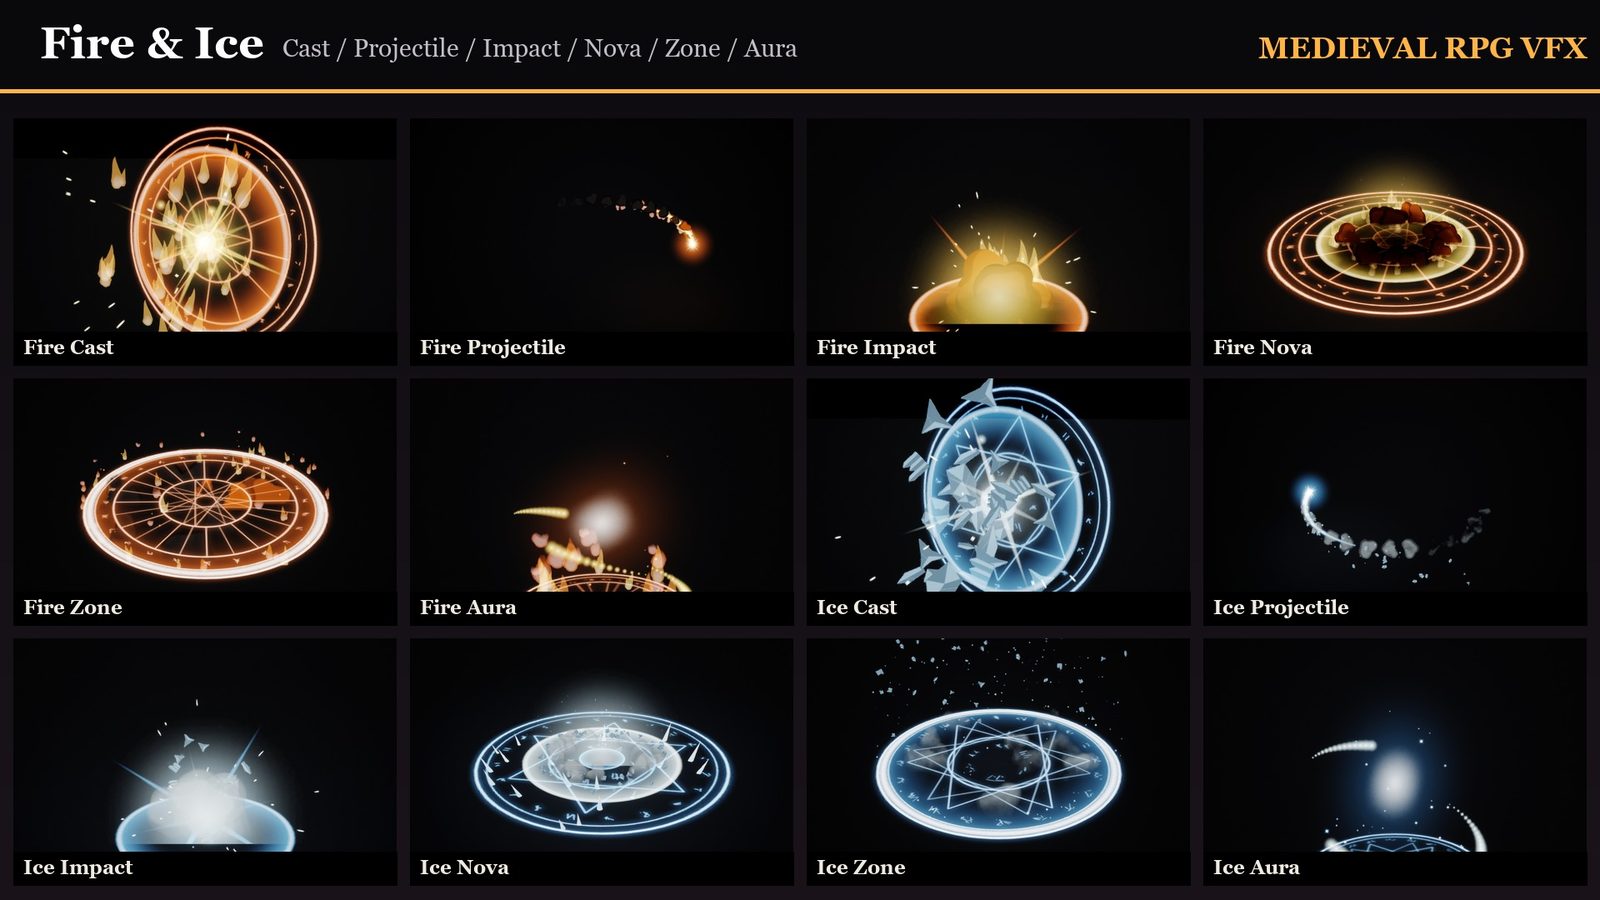 Fire & Ice
Cast / Projectile / Impact / Nova / Zone / Aura
MEDIEVAL RPG VFX
Fire Cast
Fire Projectile
Fire Impact
Fire Nova
Fire Zone
Fire Aura
Ice Cast
Ice Projectile
Ice Impact
Ice Nova
Ice Zone
Ice Aura